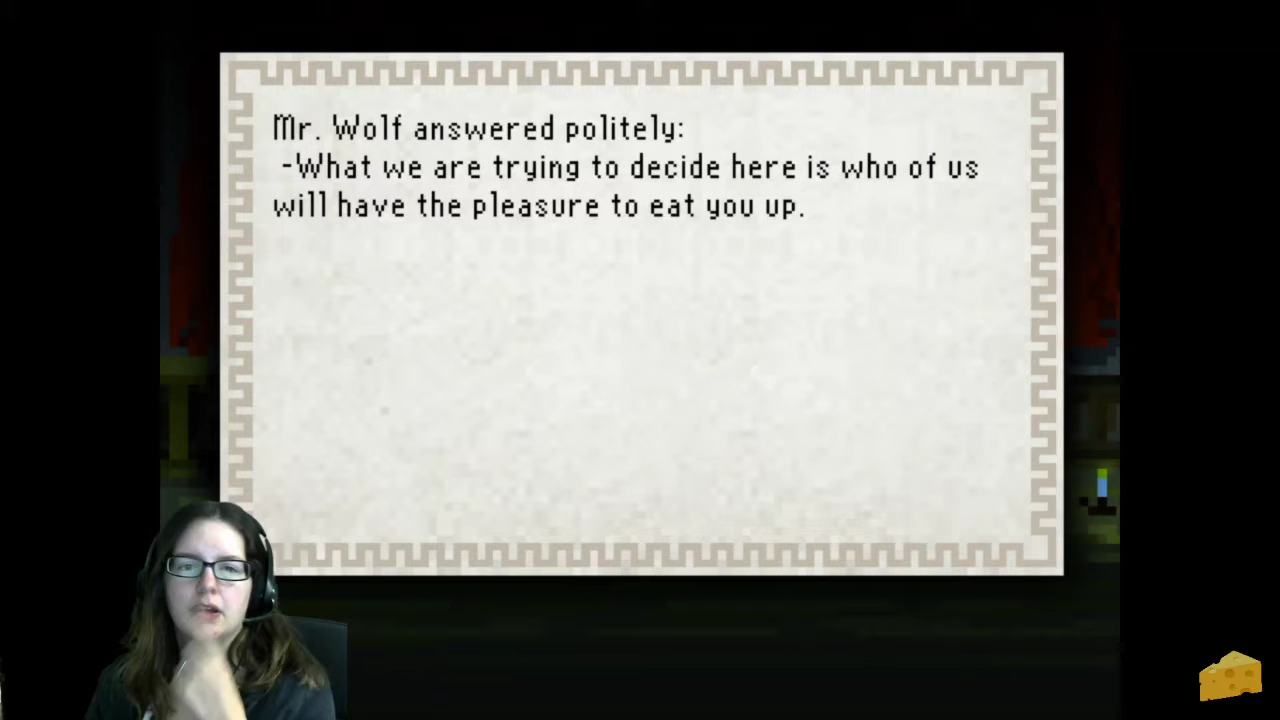 Mr. Wolf answered politely:
-What we are trying to decide here is who of us
will have the pleasure to eat you up.